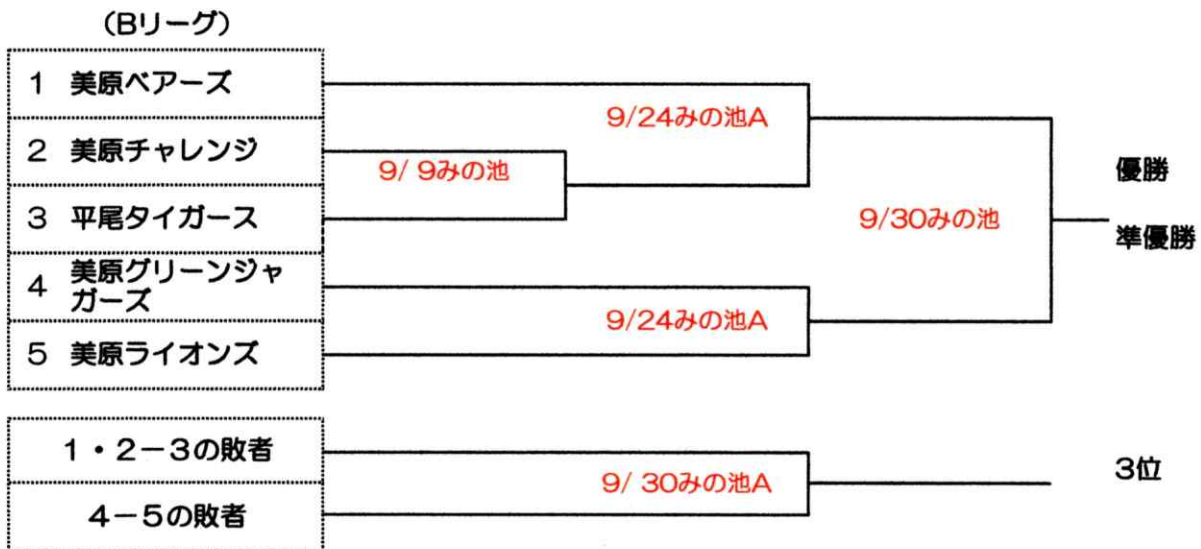 (Bリーグ)
1 美原ベアーズ
9/24みの池A
2 美原チャレンジ
9/ 9みの池
優勝
3 平尾タイガース
9/30みの池
準優勝
4 美原グリーンジャ
ガーズ
9/24みの池A
5 美原ライオンズ
1・2-3の敗者
9/ 30みの池A
3位
4-5の敗者